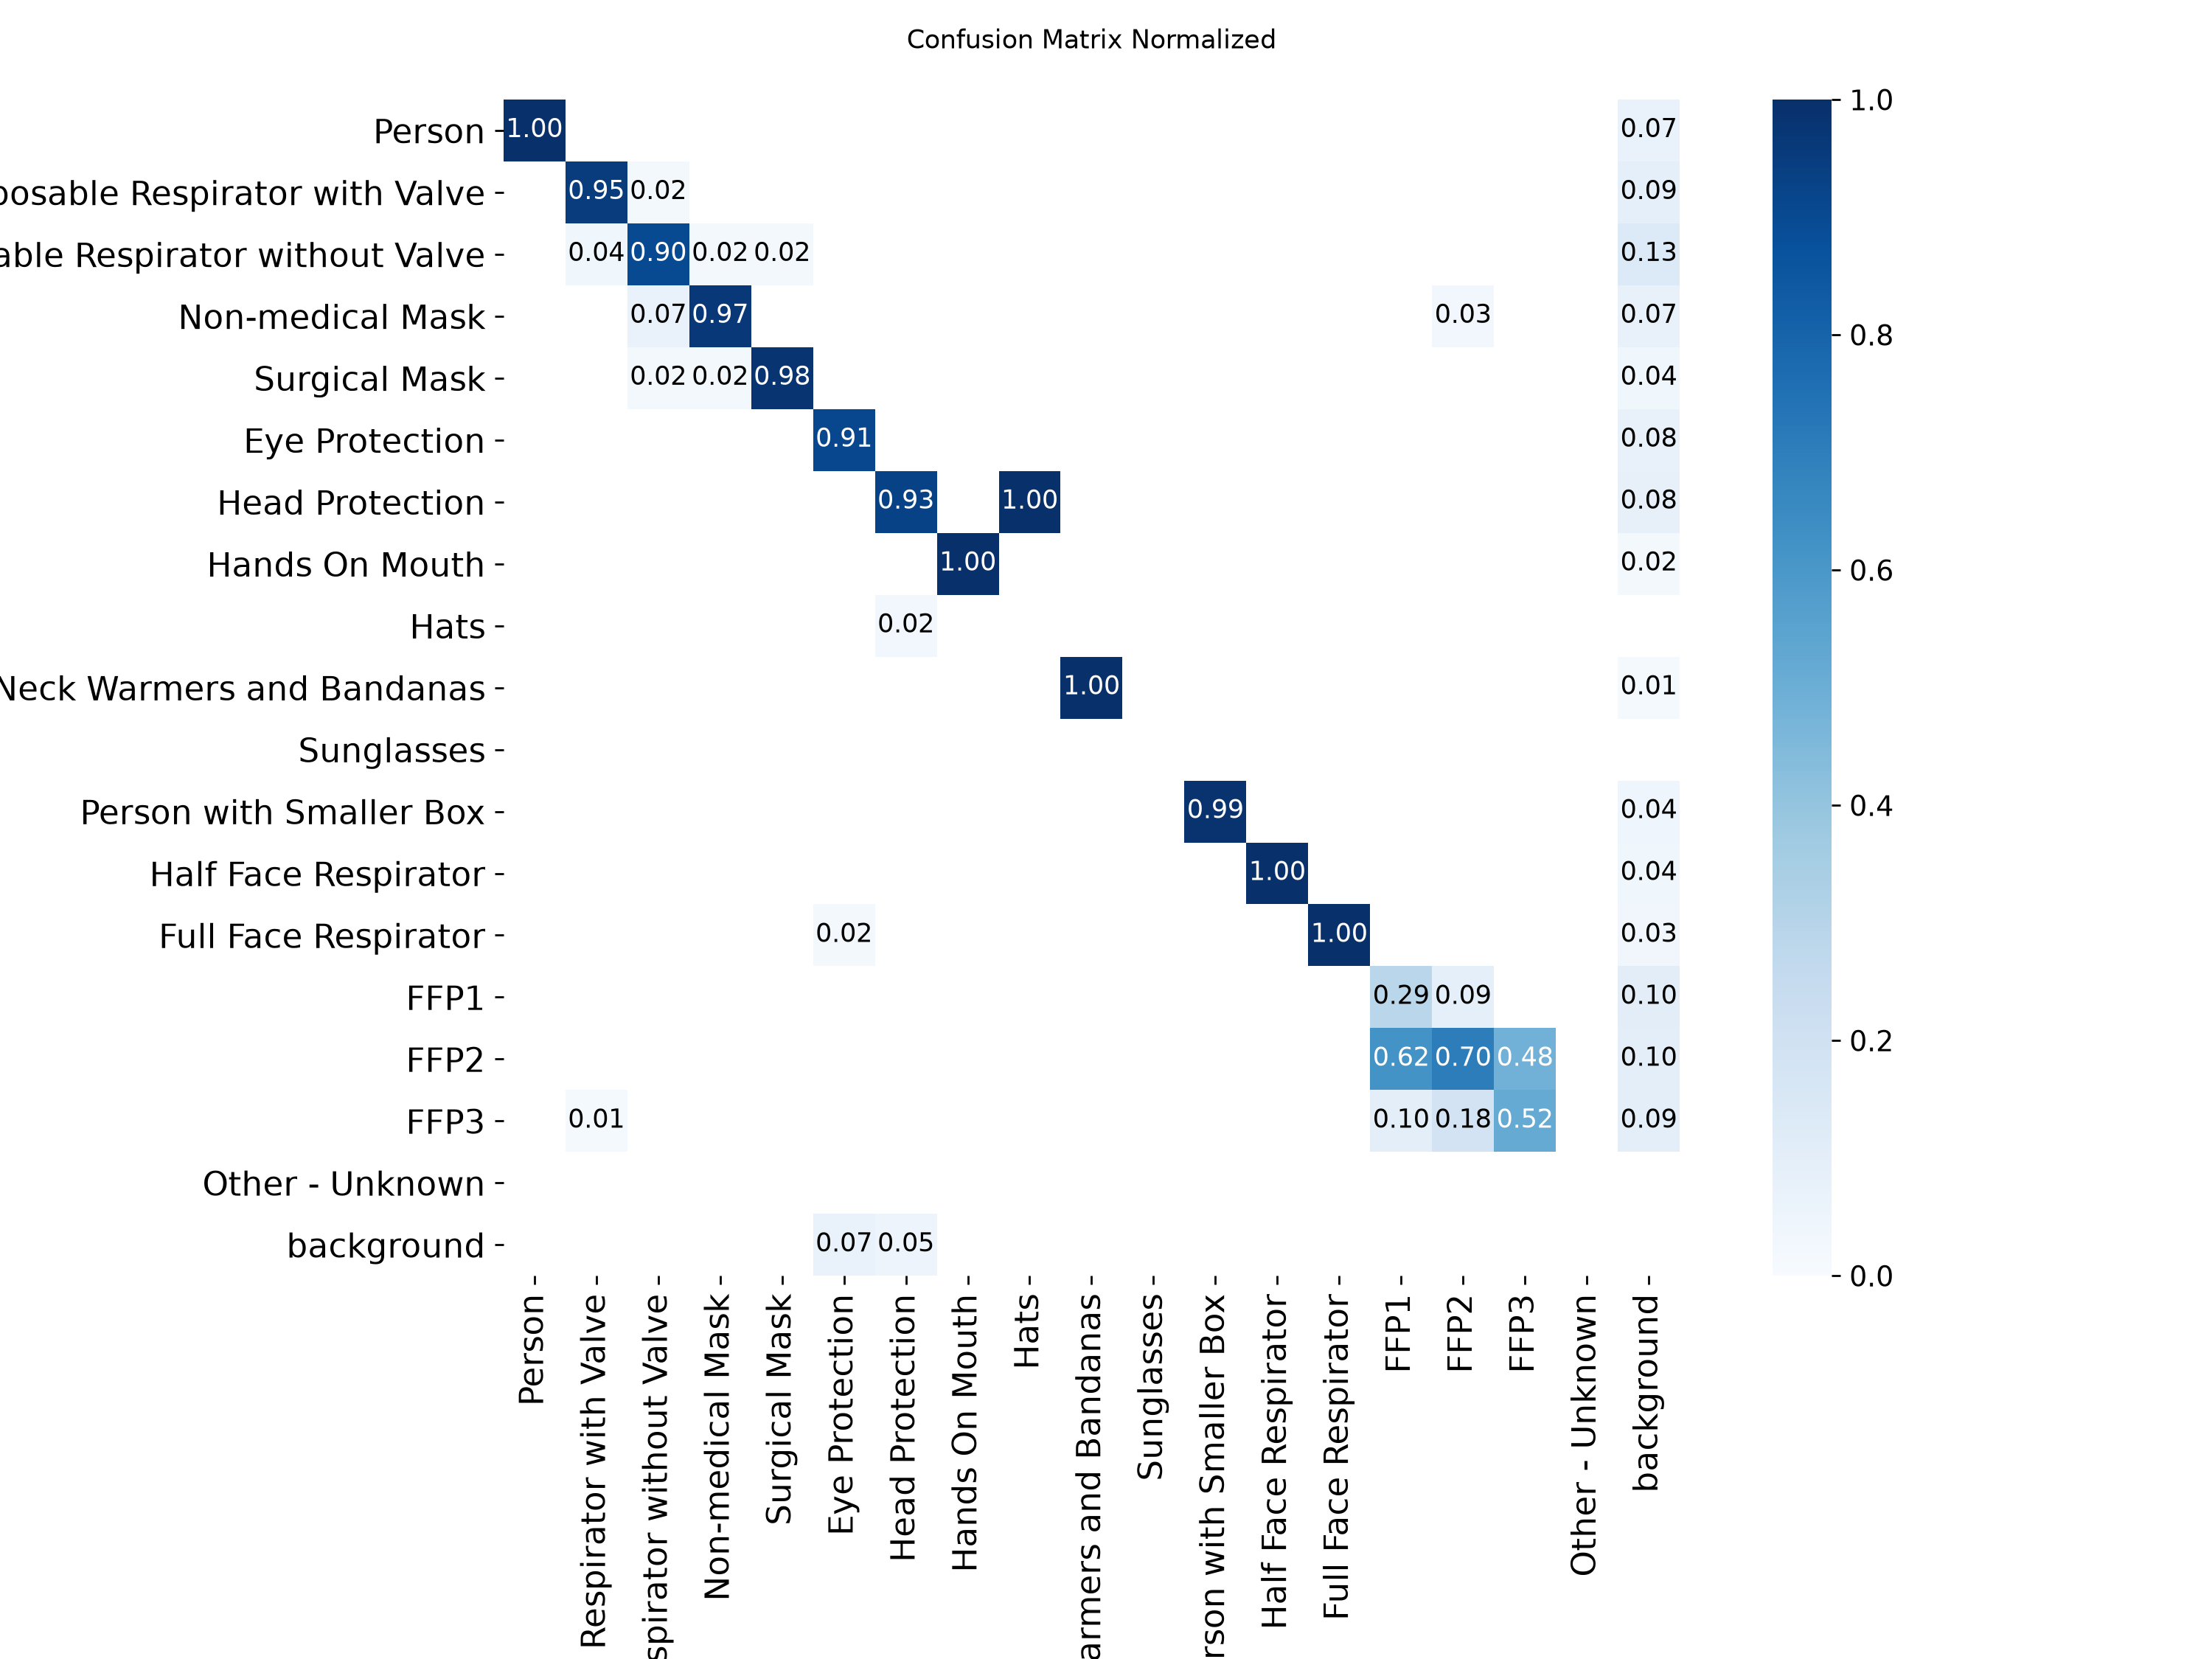 Confusion Matrix Normalized
Person 1.00 0.07 1.0
posable Respirator with Valve 0.95 0.02 0.09
able Respirator without Valve 0.04 0.90 0.02 0.02 0.13
Non-medical Mask 0.07 0.97 0.03 0.07 0.8
Surgical Mask 0.02 0.02 0.98 0.04
Eye Protection 0.91 0.08
Head Protection 0.93 1.00 0.08
Hands On Mouth 1.00 0.02 0.6
Hats 0.02
Neck Warmers and Bandanas 1.00 0.01
Sunglasses
Person with Smaller Box 0.99 0.04 0.4
Half Face Respirator 1.00 0.04
Full Face Respirator 0.02 1.00 0.03
FFP1 0.29 0.09 0.10
FFP2 0.62 0.70 0.48 0.10 0.2
FFP3 0.01 0.10 0.18 0.52 0.09
Other - Unknown
background 0.07 0.05 0.0
Person
Respirator with Valve
spirator without Valve
Non-medical Mask
Surgical Mask
Eye Protection
Head Protection
Hands On Mouth
Hats
armers and Bandanas
Sunglasses
rson with Smaller Box
Half Face Respirator
Full Face Respirator
FFP1
FFP2
FFP3
Other - Unknown
background